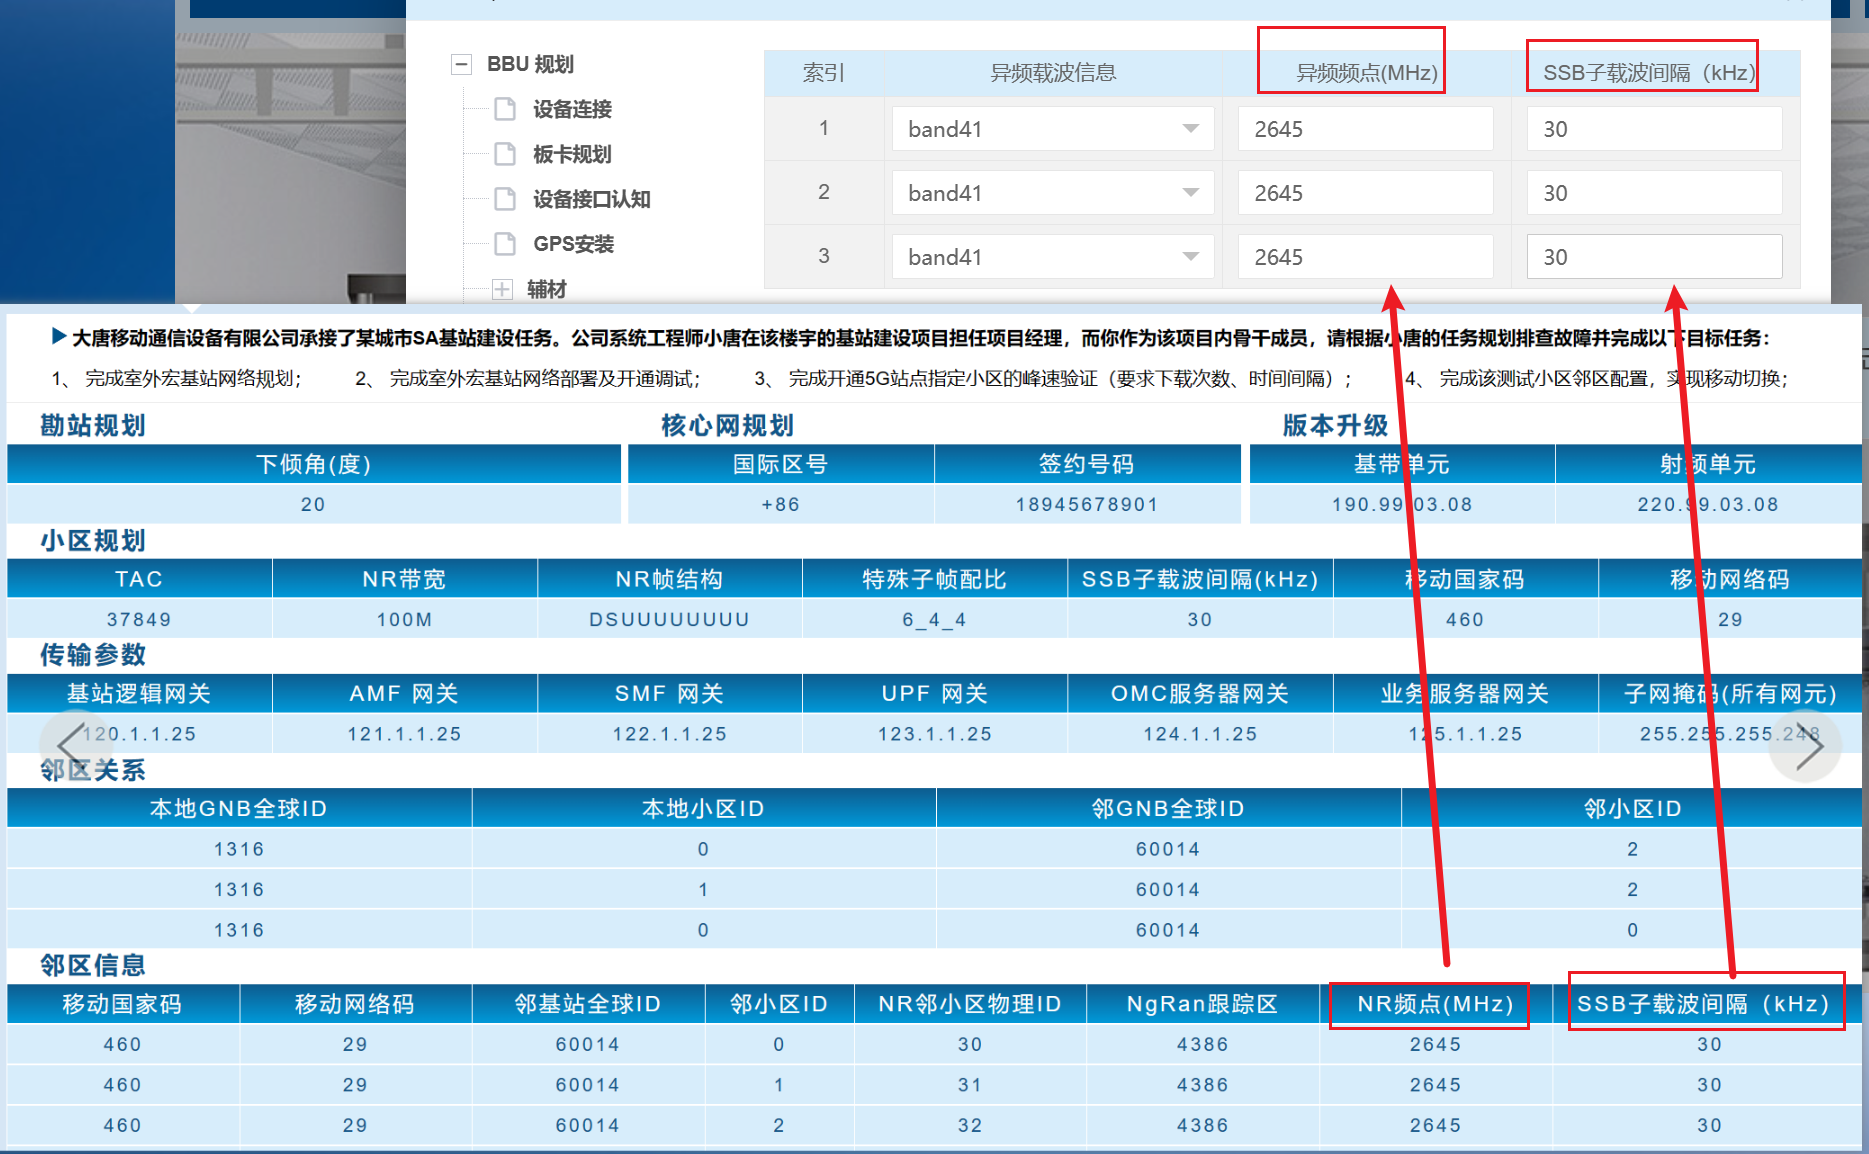 BBU 规划
设备连接
板卡规划
设备接口认知
GPS安装
辅材
索引 异频载波信息 异频频点(MHz) SSB子载波间隔（kHz）
1 band41 2645 30
2 band41 2645 30
3 band41 2645 30
大唐移动通信设备有限公司承接了某城市SA基站建设任务。公司系统工程师小唐在该楼宇的基站建设项目担任项目经理，而你作为该项目内骨干成员，请根据小唐的任务规划排查故障并完成以下目标任务：
1、 完成室外宏基站网络规划； 2、 完成室外宏基站网络部署及开通调试； 3、 完成开通5G站点指定小区的峰速验证（要求下载次数、时间间隔）； 4、 完成该测试小区邻区配置，实现移动切换；
勘站规划 核心网规划 版本升级
下倾角(度) 国际区号 签约号码 基带单元 射频单元
20 +86 18945678901 190.99.03.08 220.99.03.08
小区规划
TAC NR带宽 NR帧结构 特殊子帧配比 SSB子载波间隔(kHz) 移动国家码 移动网络码
37849 100M DSUUUUUUUU 6_4_4 30 460 29
传输参数
基站逻辑网关 AMF 网关 SMF 网关 UPF 网关 OMC服务器网关 业务服务器网关 子网掩码(所有网元)
120.1.1.25 121.1.1.25 122.1.1.25 123.1.1.25 124.1.1.25 125.1.1.25 255.255.255.248
邻区关系
本地GNB全球ID 本地小区ID 邻GNB全球ID 邻小区ID
1316 0 60014 2
1316 1 60014 2
1316 0 60014 0
邻区信息
移动国家码 移动网络码 邻基站全球ID 邻小区ID NR邻小区物理ID NgRan跟踪区 NR频点(MHz) SSB子载波间隔（kHz）
460 29 60014 0 30 4386 2645 30
460 29 60014 1 31 4386 2645 30
460 29 60014 2 32 4386 2645 30